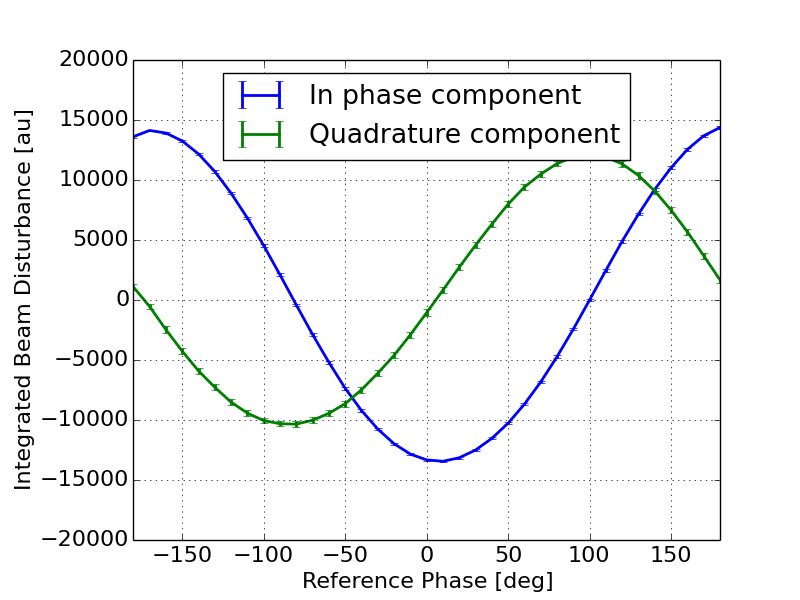 In phase component
Quadrature component
20000
15000
10000
5000
0
−5000
−10000
−15000
−20000
Integrated Beam Disturbance [au]
−150 −100 −50 0 50 100 150
Reference Phase [deg]